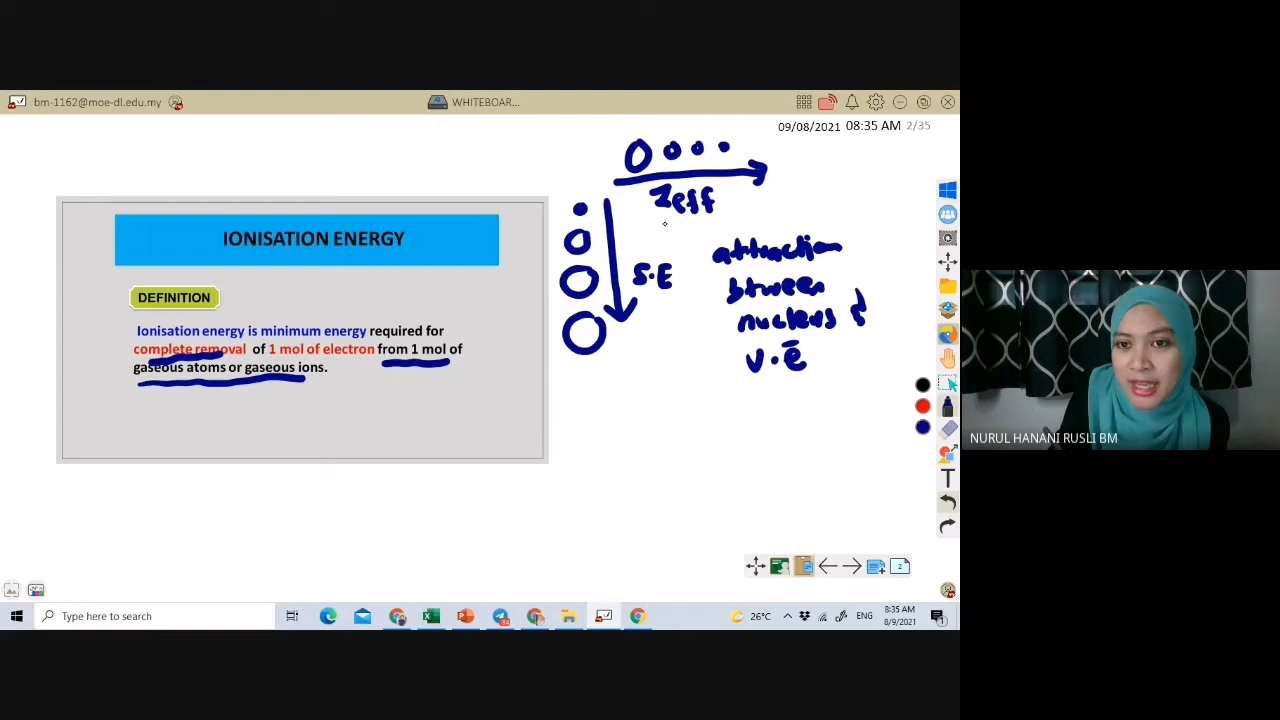 bm-1162@moe-dl.edu.my
WHITEBOAR...
09/08/2021 08:35 AM 2/35
Zeff
S.E
attraction
btween
nucleus &
v.ē
IONISATION ENERGY
DEFINITION
Ionisation energy is minimum energy required for
complete removal of 1 mol of electron from 1 mol of
gaseous atoms or gaseous ions.
NURUL HANANI RUSLI BM
T
2
Type here to search
26°C
ENG
8:35 AM
8/9/2021